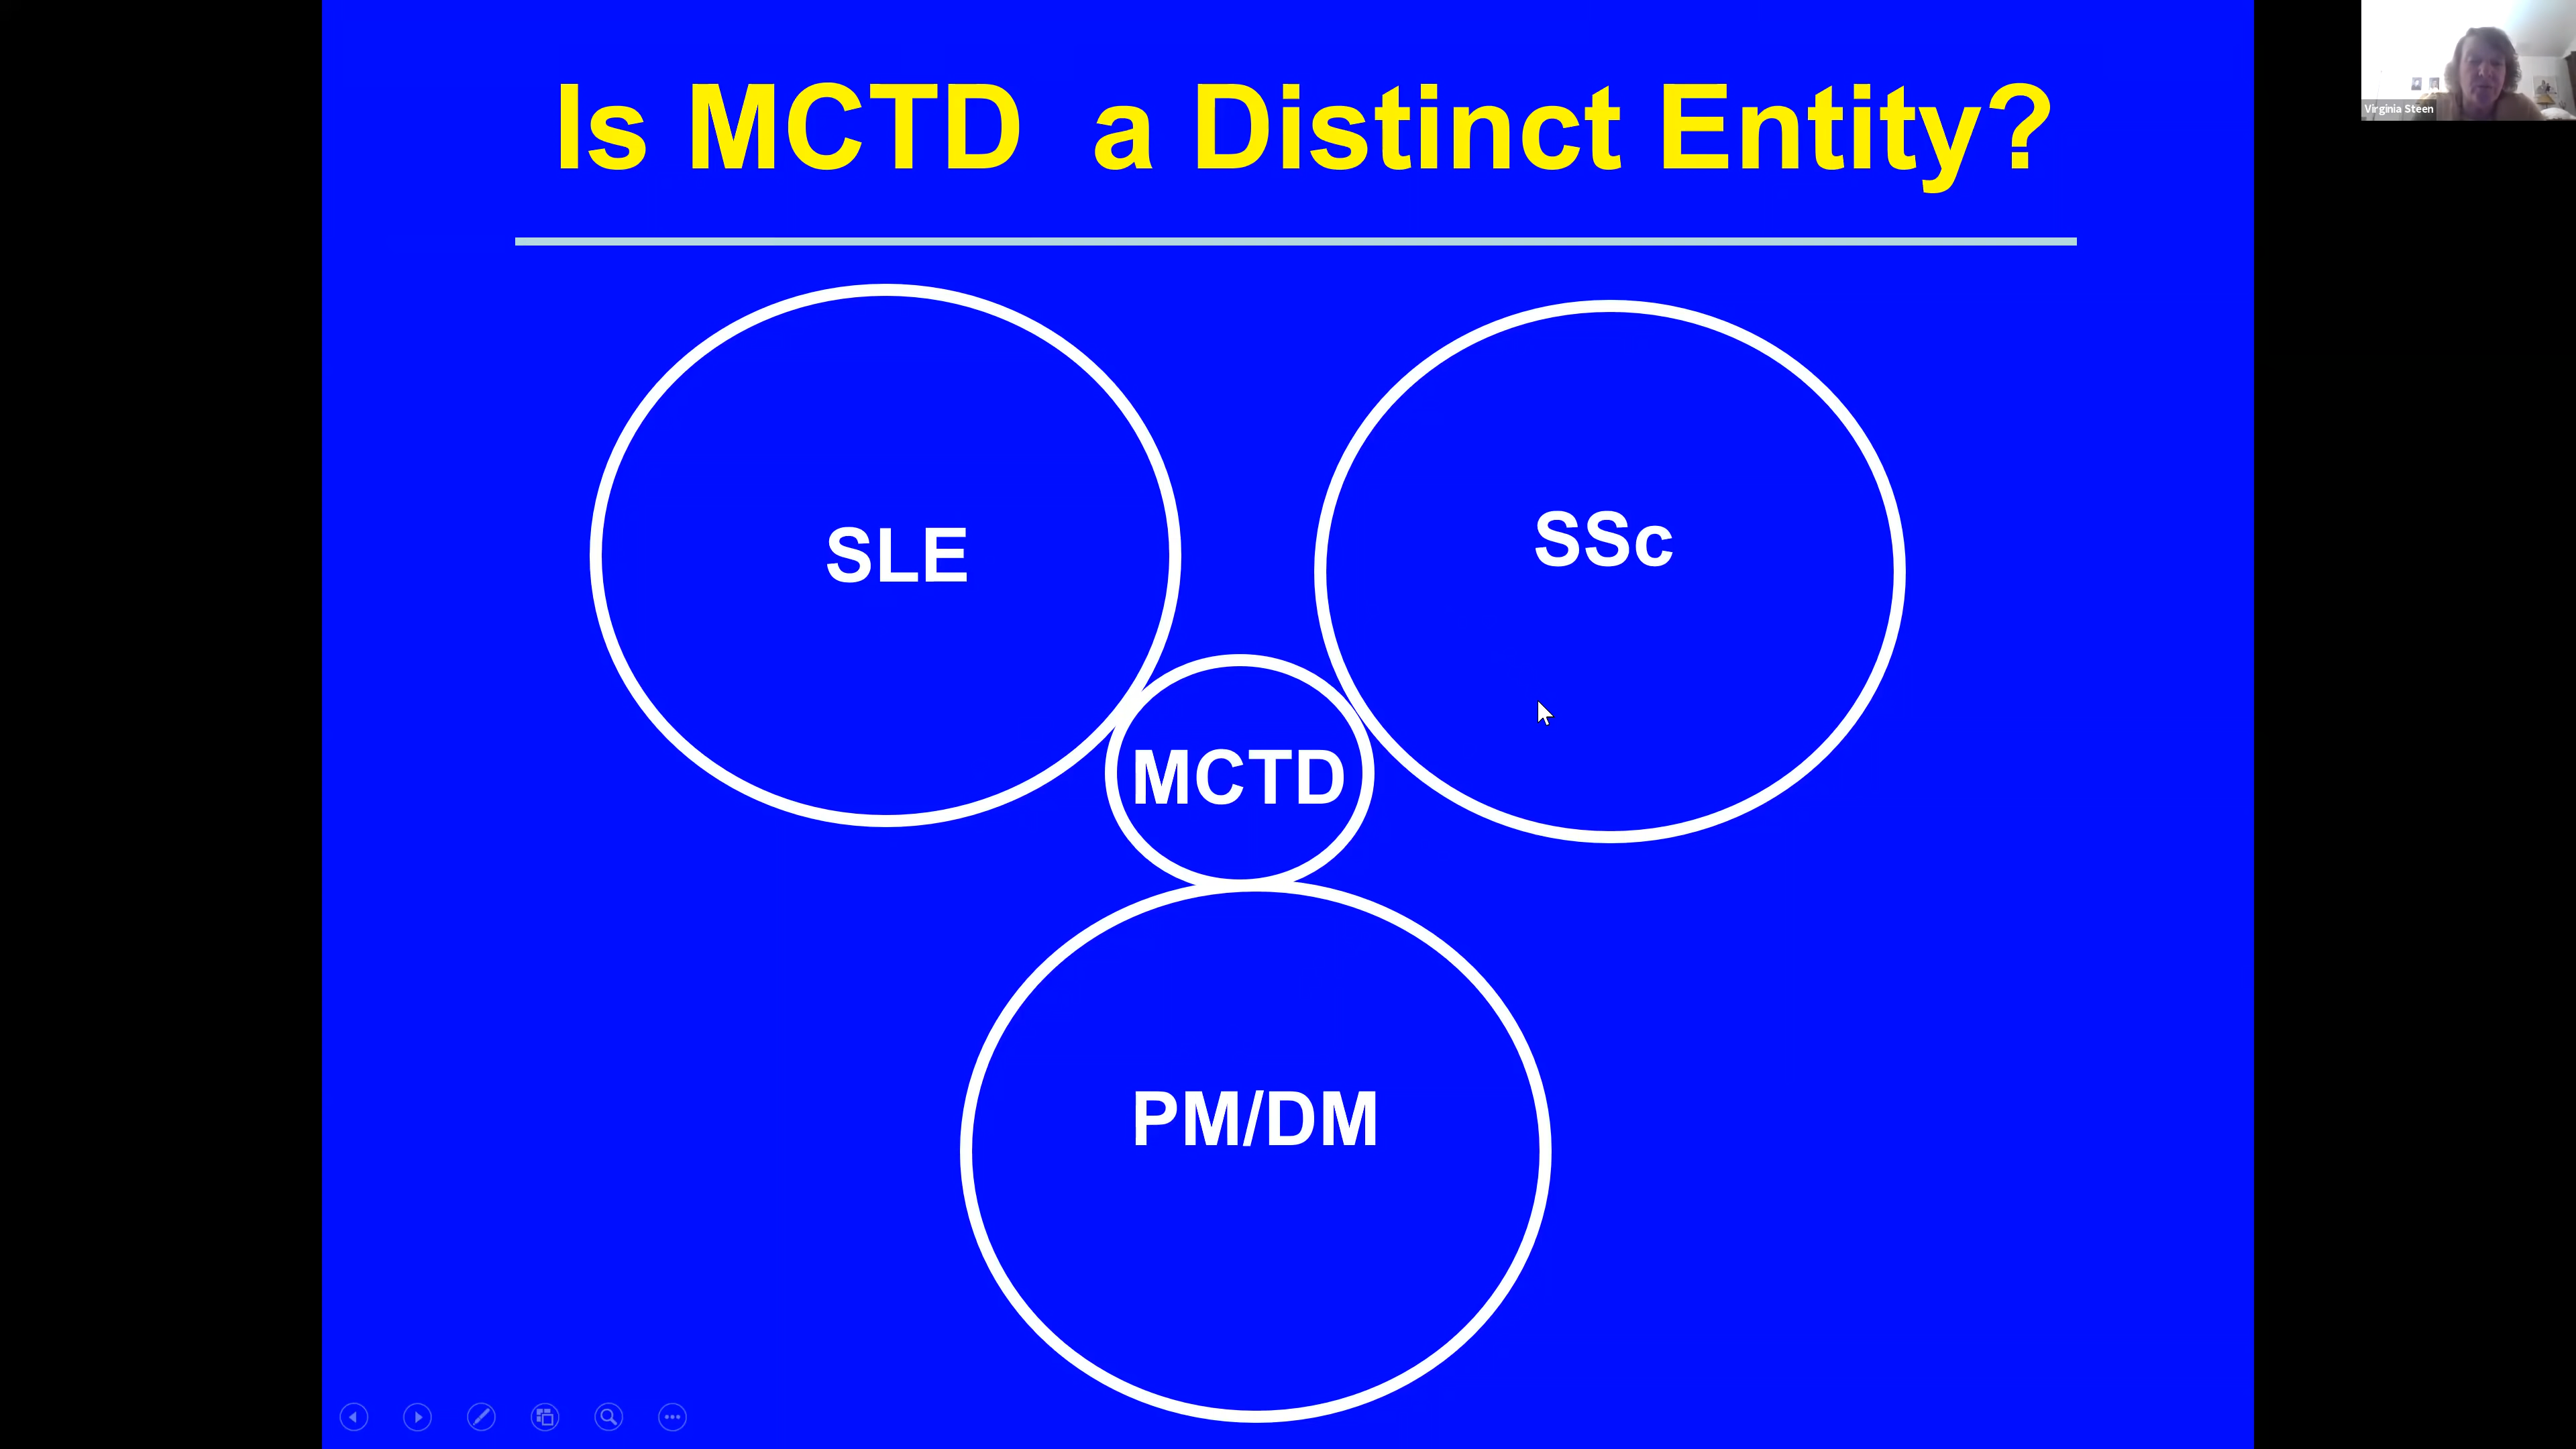 Is MCTD  a Distinct Entity?
Virginia Steen
SLE
SSc
MCTD
PM/DM